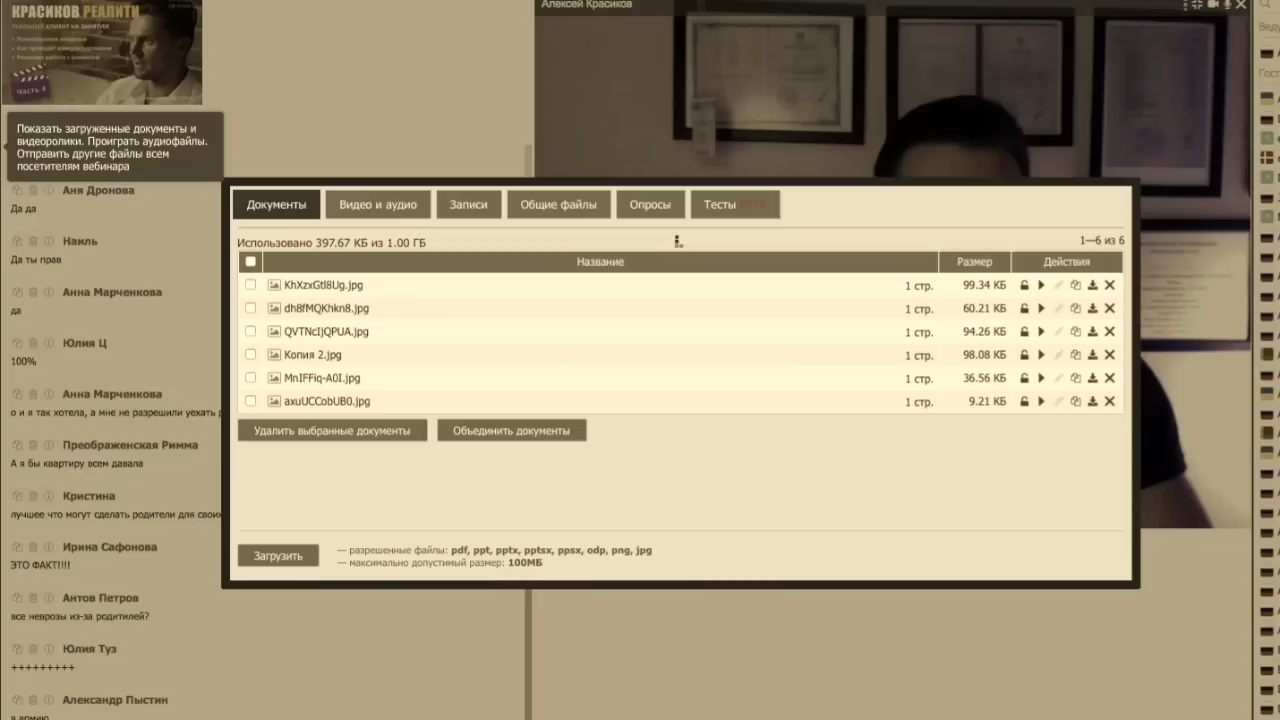 КРАСИКОВ РЕАЛИТИ
РЕАЛЬНЫЙ КЛИЕНТ НА ЗАНЯТИИ
Часть 4
Показать загруженные документы и
видеоролики. Проиграть аудиофайлы.
Отправить другие файлы всем
посетителям вебинара
Аня Дронова
Да да
Наиль
Да ты прав
Анна Марченкова
да
Юлия Ц
100%
Анна Марченкова
о и я так хотела, а мне не разрешили уехать
Преображенская Римма
А я бы квартиру всем давала
Кристина
лучшее что могут сделать родители для своих
Ирина Сафонова
ЭТО ФАКТ!!!!
Антов Петров
все неврозы из-за родитилей?
Юлия Туз
+++++++++
Александр Пыстин
в армию
Алексей Красиков
Документы
Видео и аудио
Записи
Общие файлы
Опросы
Тесты BETA
Использовано 397.67 КБ из 1.00 ГБ
1—6 из 6
Название Размер Действия
KhXzxGtl8Ug.jpg 1 стр. 99.34 КБ
dh8fMQKhkn8.jpg 1 стр. 60.21 КБ
QVTNcIjQPUA.jpg 1 стр. 94.26 КБ
Копия 2.jpg 1 стр. 98.08 КБ
MnIFFiq-A0I.jpg 1 стр. 36.56 КБ
axuUCCobUB0.jpg 1 стр. 9.21 КБ
Удалить выбранные документы
Объединить документы
Загрузить
— разрешенные файлы: pdf, ppt, pptx, pptsx, ppsx, odp, png, jpg
— максимально допустимый размер: 100МБ